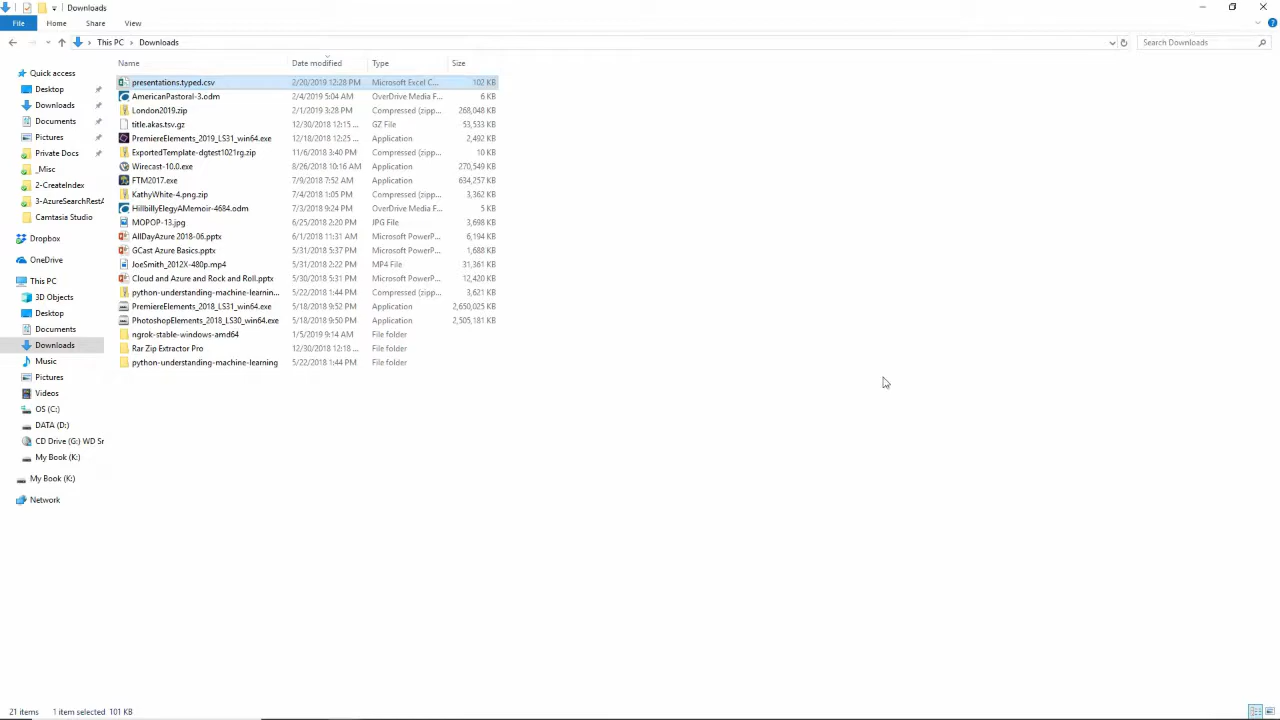 Downloads
File Home Share View
This PC Downloads Search Downloads
Name Date modified Type Size
Quick access
Desktop
Downloads
Documents
Pictures
Private Docs
_Misc
2-CreateIndex
3-AzureSearchRestA
Camtasia Studio
Dropbox
OneDrive
This PC
3D Objects
Desktop
Documents
Downloads
Music
Pictures
Videos
OS (C:)
DATA (D:)
CD Drive (G:) WD Sr
My Book (K:)
My Book (K:)
Network
presentations.typed.csv 2/20/2019 12:28 PM Microsoft Excel C... 102 KB
AmericanPastoral-3.odm 2/4/2019 5:04 AM OverDrive Media F... 6 KB
London2019.zip 2/1/2019 3:28 PM Compressed (zipp... 268,048 KB
title.akas.tsv.gz 12/30/2018 12:15 ... GZ File 53,533 KB
PremiereElements_2019_LS31_win64.exe 12/18/2018 12:25 ... Application 2,492 KB
ExportedTemplate-dgtest1021rg.zip 11/6/2018 3:40 PM Compressed (zipp... 10 KB
Wirecast-10.0.exe 8/26/2018 10:16 AM Application 270,549 KB
FTM2017.exe 7/9/2018 7:52 AM Application 634,257 KB
KathyWhite-4.png.zip 7/4/2018 1:05 PM Compressed (zipp... 3,362 KB
HillbillyElegyAMemoir-4684.odm 7/3/2018 9:24 PM OverDrive Media F... 5 KB
MOPOP-13.jpg 6/25/2018 2:20 PM JPG File 3,698 KB
AllDayAzure 2018-06.pptx 6/1/2018 11:31 AM Microsoft PowerP... 6,194 KB
GCast Azure Basics.pptx 5/31/2018 5:37 PM Microsoft PowerP... 1,688 KB
JoeSmith_2012X-480p.mp4 5/31/2018 2:22 PM MP4 File 31,361 KB
Cloud and Azure and Rock and Roll.pptx 5/30/2018 5:31 PM Microsoft PowerP... 12,420 KB
python-understanding-machine-learnin... 5/22/2018 1:44 PM Compressed (zipp... 3,621 KB
PremiereElements_2018_LS31_win64.exe 5/18/2018 9:52 PM Application 2,650,025 KB
PhotoshopElements_2018_LS30_win64.exe 5/18/2018 9:50 PM Application 2,505,181 KB
ngrok-stable-windows-amd64 1/5/2019 9:14 AM File folder
Rar Zip Extractor Pro 12/30/2018 12:18 ... File folder
python-understanding-machine-learning 5/22/2018 1:44 PM File folder
21 items 1 item selected 101 KB